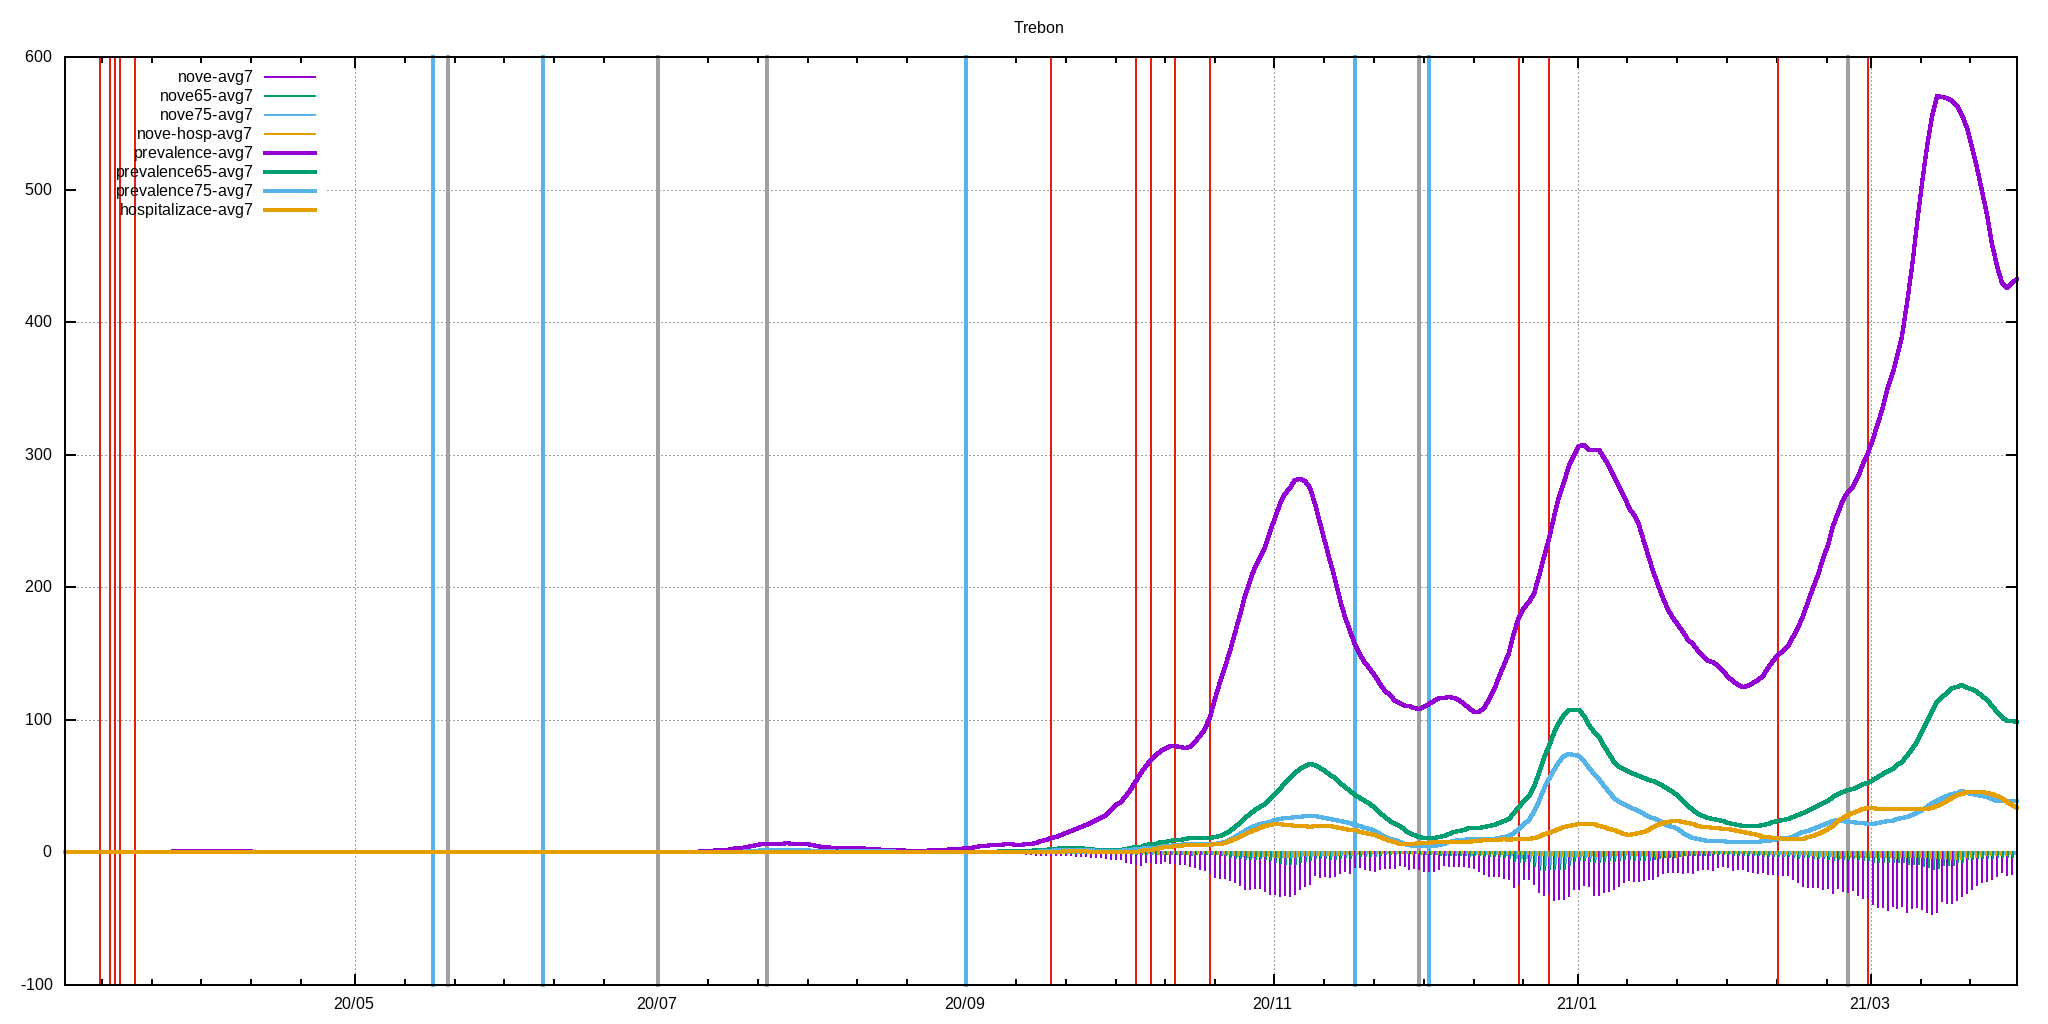 Trebon
600
500
400
300
200
100
0
-100
nove-avg7
nove65-avg7
nove75-avg7
nove-hosp-avg7
prevalence-avg7
prevalence65-avg7
prevalence75-avg7
hospitalizace-avg7
20/05
20/07
20/09
20/11
21/01
21/03